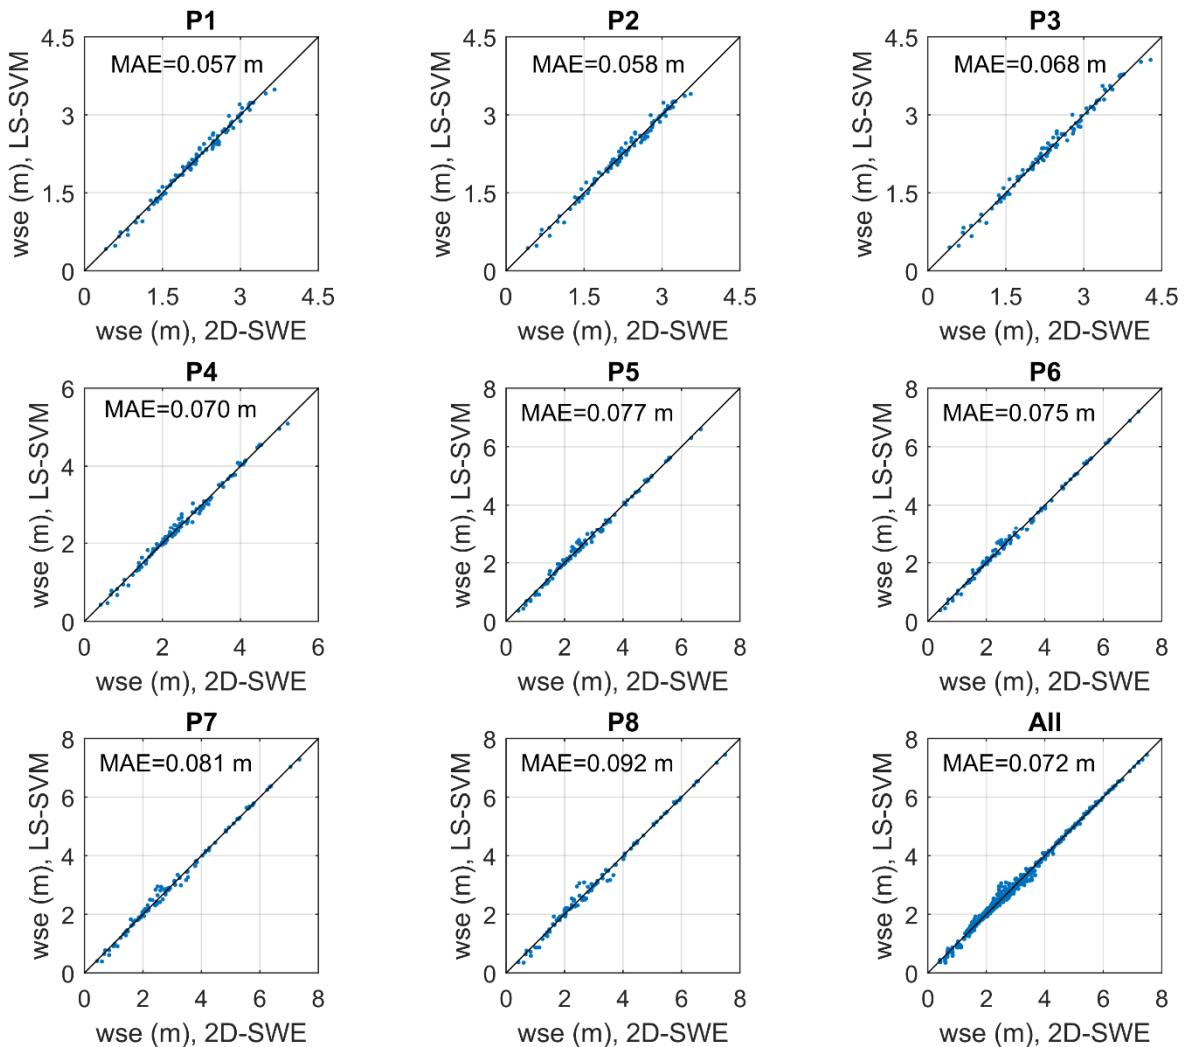 P1
MAE=0.057 m
wse (m), LS-SVM
4.5
3
1.5
0
0
1.5
3
4.5
wse (m), 2D-SWE
P2
MAE=0.058 m
wse (m), LS-SVM
4.5
3
1.5
0
0
1.5
3
4.5
wse (m), 2D-SWE
P3
MAE=0.068 m
wse (m), LS-SVM
4.5
3
1.5
0
0
1.5
3
4.5
wse (m), 2D-SWE
P4
MAE=0.070 m
wse (m), LS-SVM
6
4
2
0
0
2
4
6
wse (m), 2D-SWE
P5
MAE=0.077 m
wse (m), LS-SVM
8
6
4
2
0
0
2
4
6
8
wse (m), 2D-SWE
P6
MAE=0.075 m
wse (m), LS-SVM
8
6
4
2
0
0
2
4
6
8
wse (m), 2D-SWE
P7
MAE=0.081 m
wse (m), LS-SVM
8
6
4
2
0
0
2
4
6
8
wse (m), 2D-SWE
P8
MAE=0.092 m
wse (m), LS-SVM
8
6
4
2
0
0
2
4
6
8
wse (m), 2D-SWE
All
MAE=0.072 m
wse (m), LS-SVM
8
6
4
2
0
0
2
4
6
8
wse (m), 2D-SWE